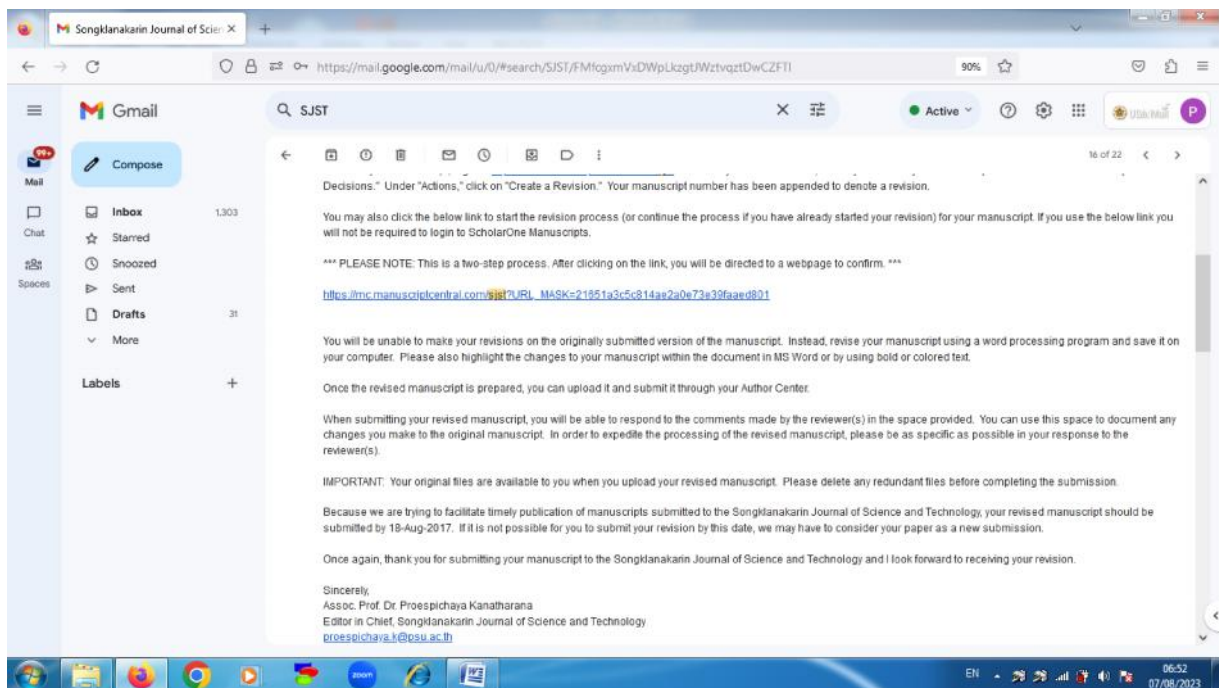 Songklanakarin Journal of Scien
https://mail.google.com/mail/u/0/#search/SJST/FMfcgxmVxDWpLkzgtJWztvqztDwCZFTl
90%
Gmail
SJST
Active
P
99+
Mail
Chat
Spaces
Compose
Inbox 1,303
Starred
Snoozed
Sent
Drafts 31
More
Labels +
16 of 22
Decisions." Under "Actions," click on "Create a Revision." Your manuscript number has been appended to denote a revision.
You may also click the below link to start the revision process (or continue the process if you have already started your revision) for your manuscript. If you use the below link you
will not be required to login to ScholarOne Manuscripts.
*** PLEASE NOTE: This is a two-step process. After clicking on the link, you will be directed to a webpage to confirm. ***
https://mc.manuscriptcentral.com/sjst?URL_MASK=21651a3c5c814ae2a0e73e39faaed801
You will be unable to make your revisions on the originally submitted version of the manuscript. Instead, revise your manuscript using a word processing program and save it on
your computer. Please also highlight the changes to your manuscript within the document in MS Word or by using bold or colored text.
Once the revised manuscript is prepared, you can upload it and submit it through your Author Center.
When submitting your revised manuscript, you will be able to respond to the comments made by the reviewer(s) in the space provided. You can use this space to document any
changes you make to the original manuscript. In order to expedite the processing of the revised manuscript, please be as specific as possible in your response to the
reviewer(s).
IMPORTANT: Your original files are available to you when you upload your revised manuscript. Please delete any redundant files before completing the submission.
Because we are trying to facilitate timely publication of manuscripts submitted to the Songklanakarin Journal of Science and Technology, your revised manuscript should be
submitted by 18-Aug-2017. If it is not possible for you to submit your revision by this date, we may have to consider your paper as a new submission.
Once again, thank you for submitting your manuscript to the Songklanakarin Journal of Science and Technology and I look forward to receiving your revision.
Sincerely,
Assoc. Prof. Dr. Proespichaya Kanatharana
Editor in Chief, Songklanakarin Journal of Science and Technology
proespichaya.k@psu.ac.th
zoom
EN
06:52
07/08/2023